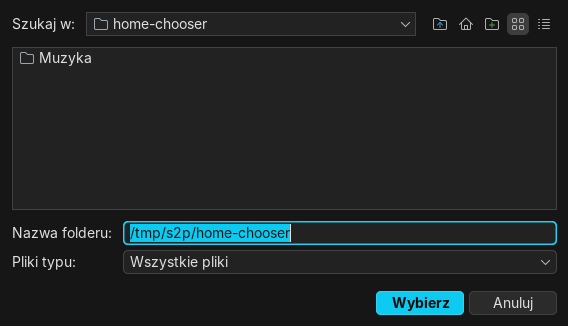 Szukaj w: home-chooser
Muzyka
Nazwa folderu: /tmp/s2p/home-chooser
Pliki typu: Wszystkie pliki
Wybierz Anuluj